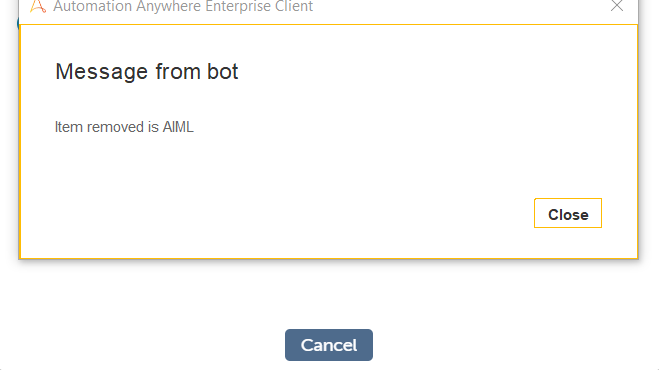 Automation Anywhere Enterprise Client
Message from bot
Item removed is AIML
Close
Cancel